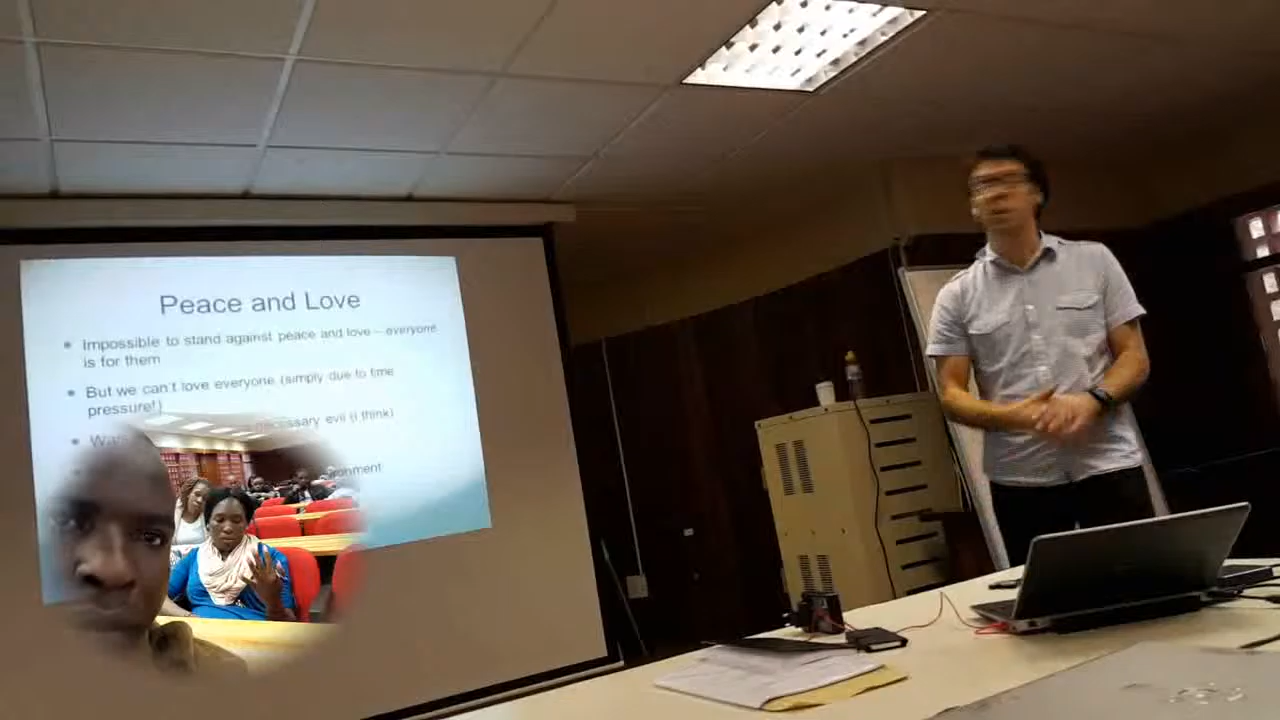 Peace and Love
Impossible to stand against peace and love – everyone
is for them
But we can't love everyone (simply due to time
pressure!)
necessary evil (I think)